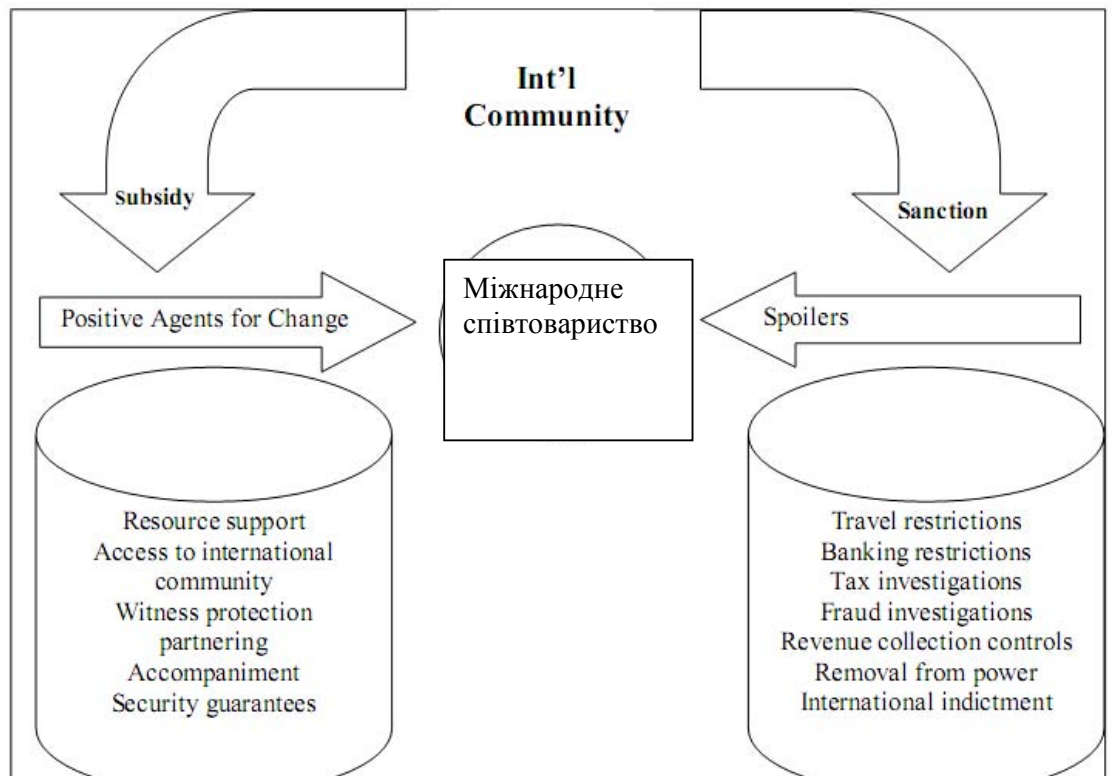 Int’l
Community
Subsidy
Sanction
Міжнародне
співтовариство
Positive Agents for Change
Spoilers
Resource support
Access to international
community
Witness protection
partnering
Accompaniment
Security guarantees
Travel restrictions
Banking restrictions
Tax investigations
Fraud investigations
Revenue collection controls
Removal from power
International indictment